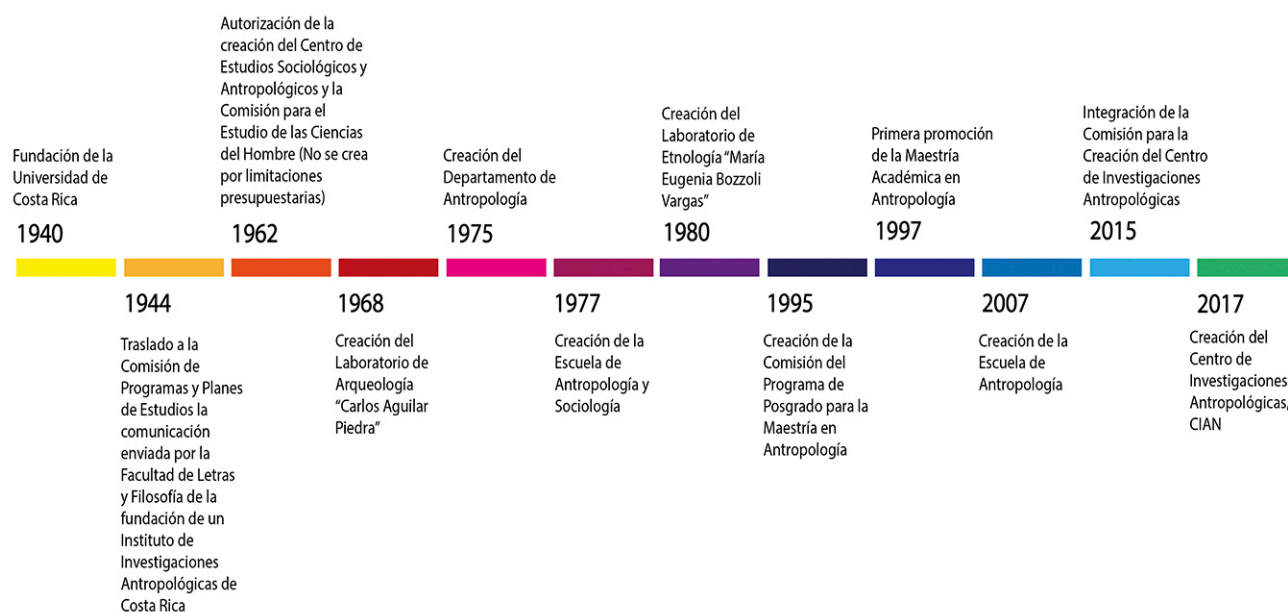 Fundación de la
Universidad de
Costa Rica
1940
1944
Traslado a la
Comisión de
Programas y Planes
de Estudios la
comunicación
enviada por la
Facultad de Letras
y Filosofía de la
fundación de un
Instituto de
Investigaciones
Antropológicas de
Costa Rica
Autorización de la
creación del Centro de
Estudios Sociológicos y
Antropológicos y la
Comisión para el
Estudio de las Ciencias
del Hombre (No se crea
por limitaciones
presupuestarias)
1962
1968
Creación del
Laboratorio de
Arqueología
"Carlos Aguilar
Piedra"
Creación del
Departamento de
Antropología
1975
1977
Creación de la
Escuela de
Antropología y
Sociología
Creación del
Laboratorio de
Etnología "María
Eugenia Bozzoli
Vargas"
1980
1995
Creación de la
Comisión del
Programa de
Posgrado para la
Maestría en
Antropología
Primera promoción
de la Maestría
Académica en
Antropología
1997
2007
Creación de la
Escuela de
Antropología
Integración de la
Comisión para la
Creación del Centro
de Investigaciones
Antropológicas
2015
2017
Creación del
Centro de
Investigaciones
Antropológicas,
CIAN